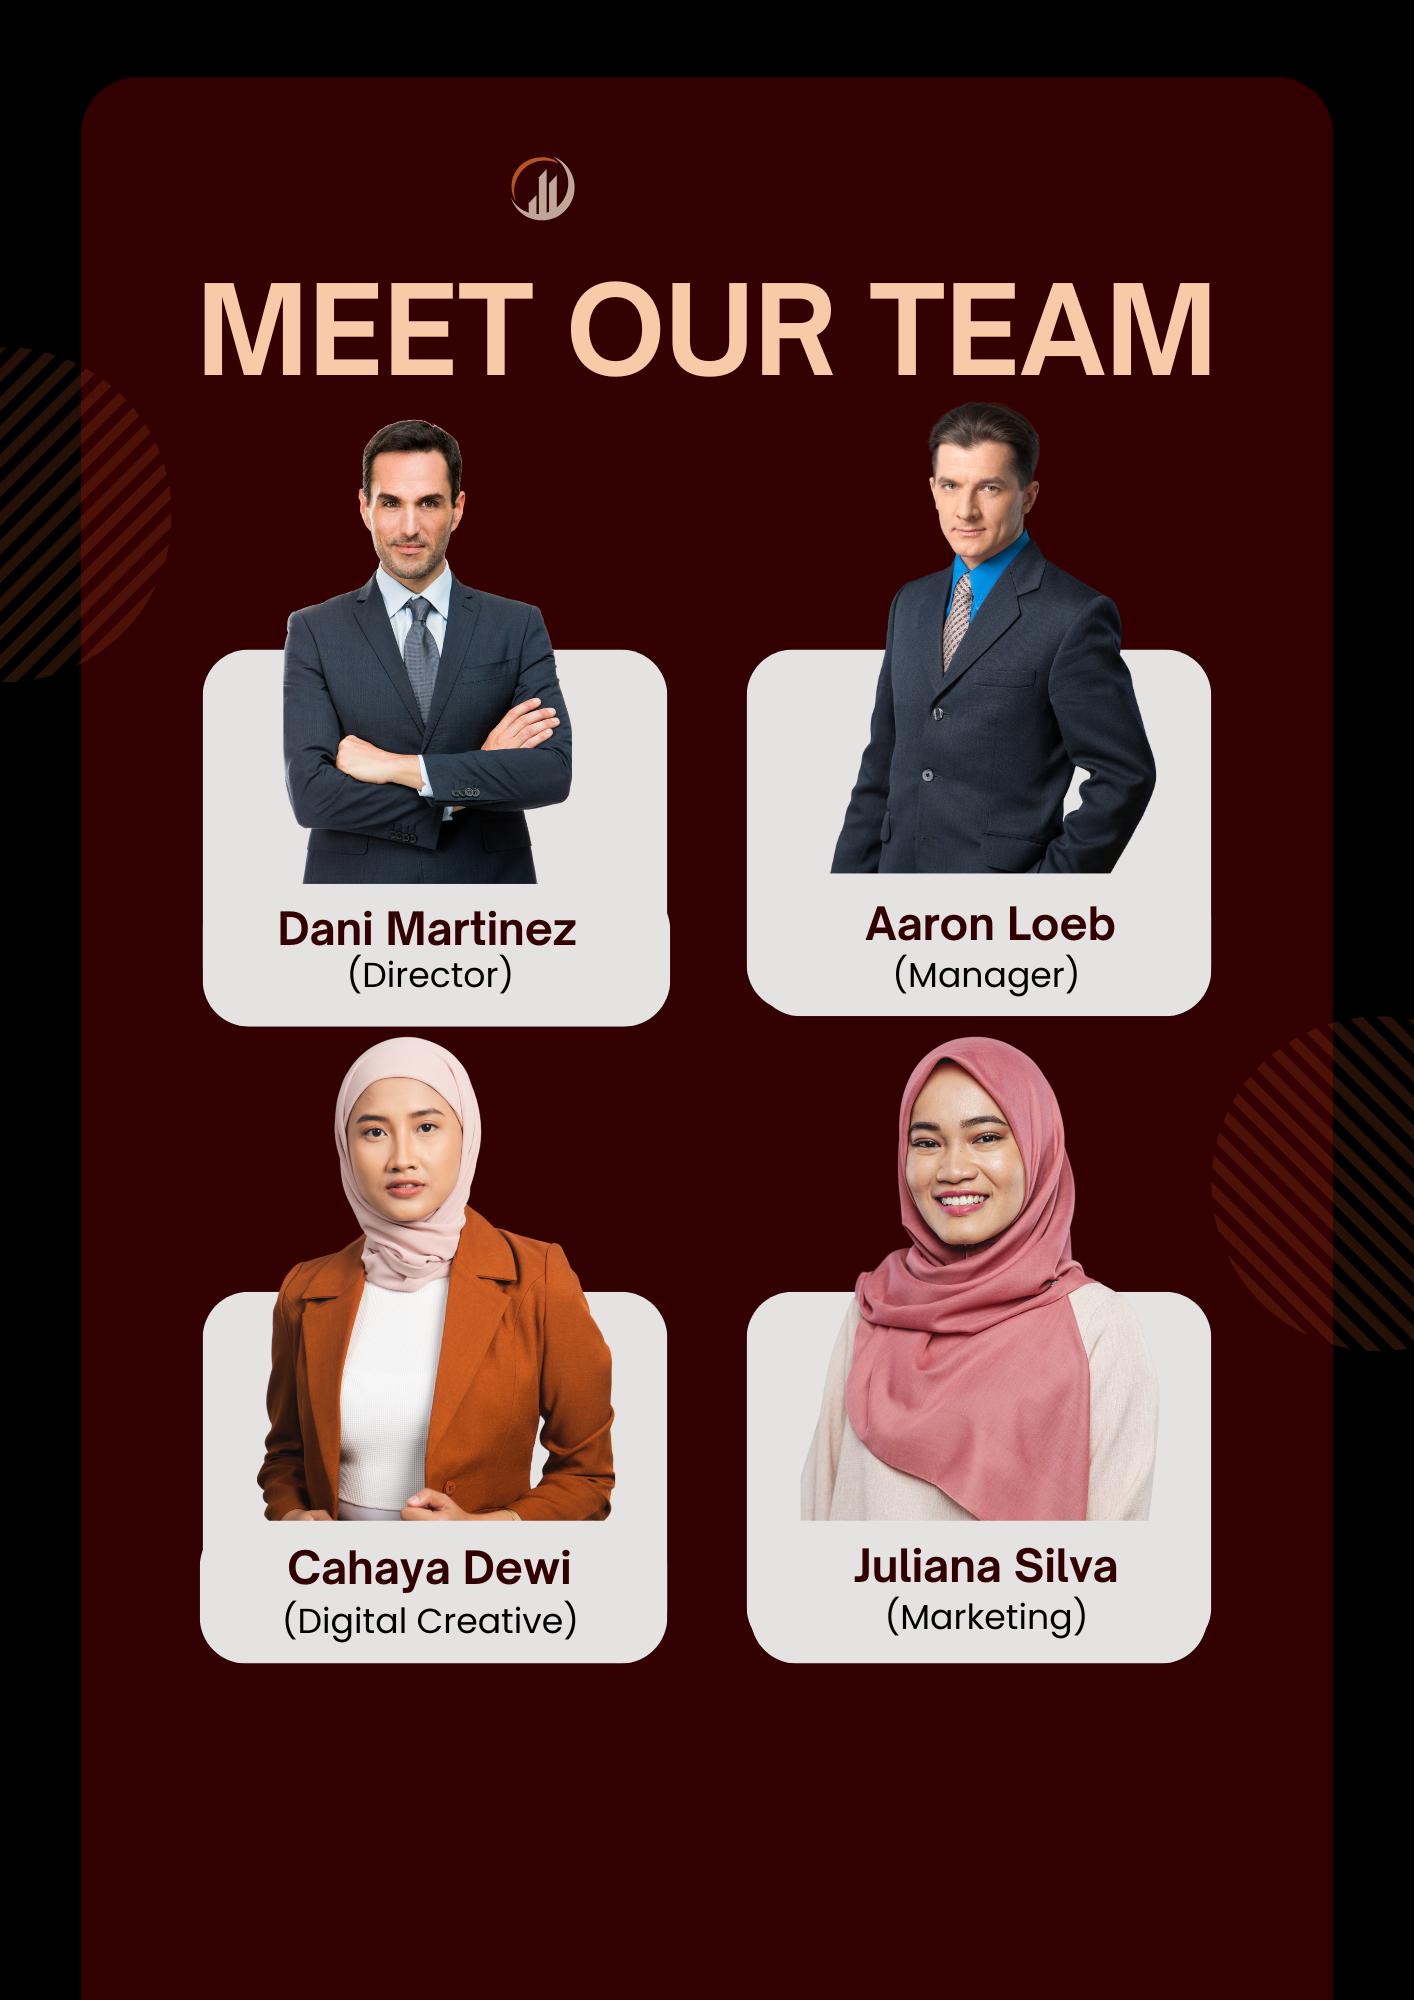 MEET OUR TEAM
Dani Martinez
(Director)
Aaron Loeb
(Manager)
Cahaya Dewi
(Digital Creative)
Juliana Silva
(Marketing)